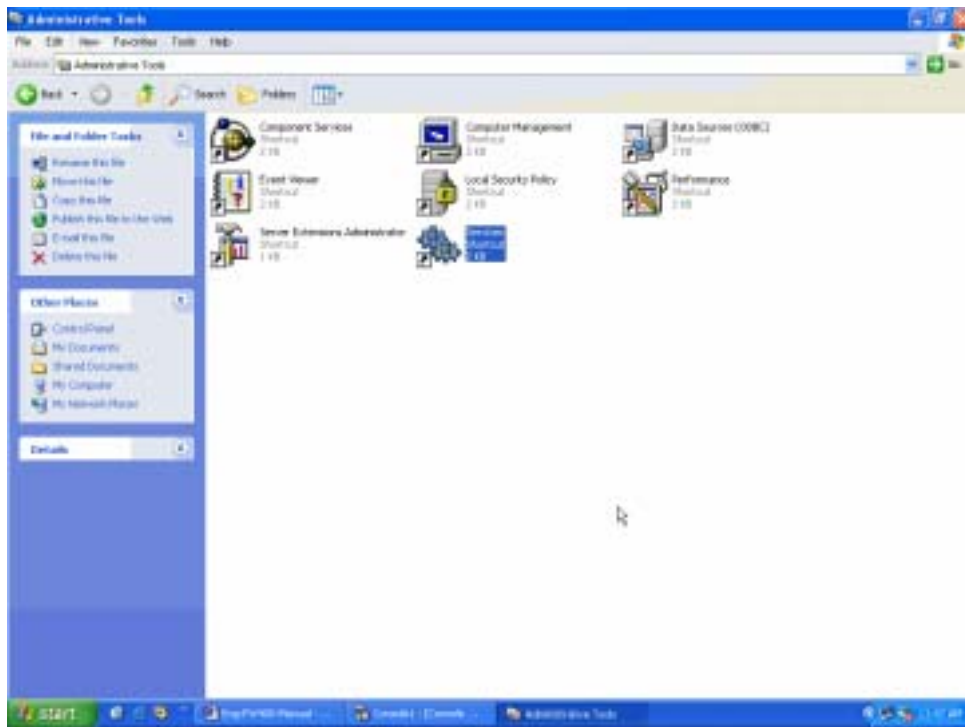 Administrative Tools
File Edit View Favorites Tools Help
Address Administrative Tools
Back Search Folders
File and Folder Tasks
Rename this file
Move this file
Copy this file
Publish this file to the Web
E-mail this file
Delete this file
Other Places
Control Panel
My Documents
Shared Documents
My Computer
My Network Places
Details
Component Services
Shortcut
2 KB
Computer Management
Shortcut
2 KB
Data Sources (ODBC)
Shortcut
2 KB
Event Viewer
Shortcut
2 KB
Local Security Policy
Shortcut
2 KB
Performance
Shortcut
2 KB
Server Extensions Administrator
Shortcut
2 KB
Services
Shortcut
2 KB
start
Administrative Tools